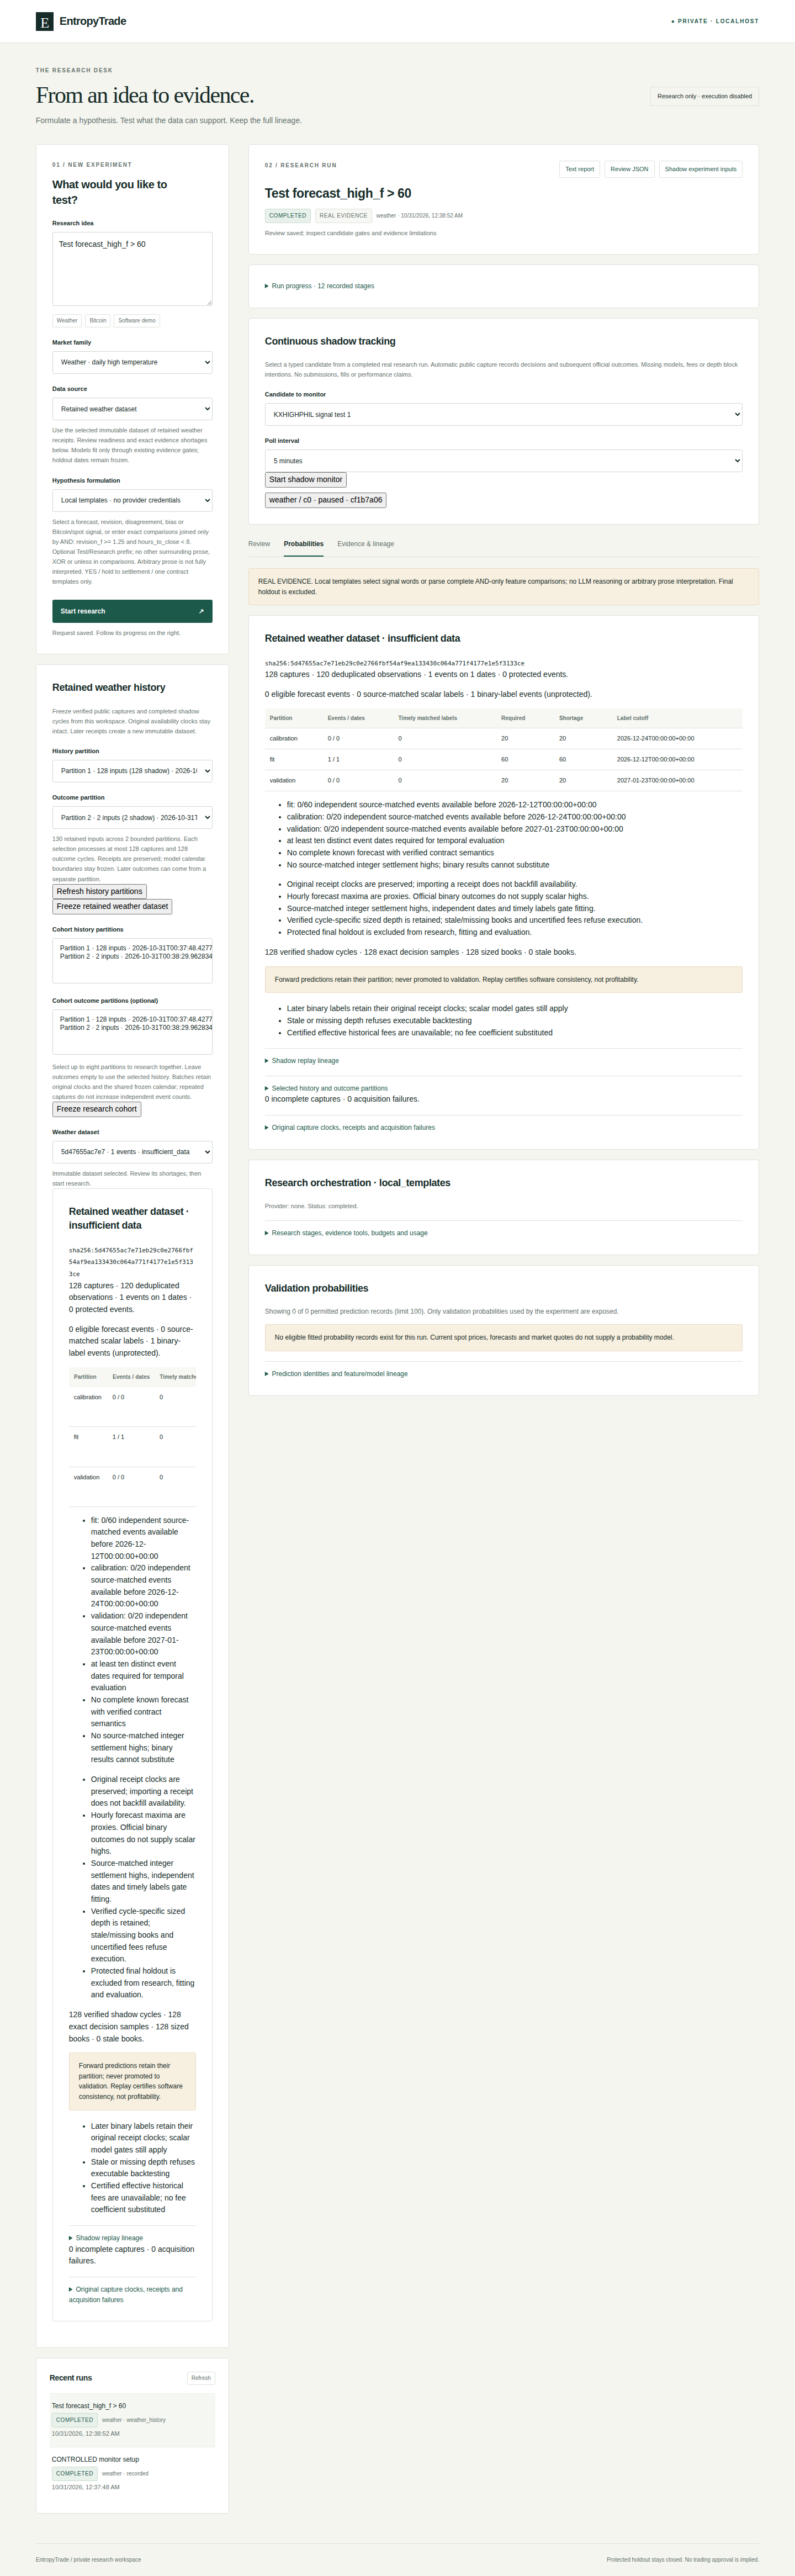 E EntropyTrade
● PRIVATE · LOCALHOST
THE RESEARCH DESK
From an idea to evidence.
Research only · execution disabled
Formulate a hypothesis. Test what the data can support. Keep the full lineage.
01 / NEW EXPERIMENT
What would you like to
test?
Research idea
Test forecast_high_f > 60
Weather
Bitcoin
Software demo
Market family
Weather · daily high temperature
Data source
Retained weather dataset
Use the selected immutable dataset of retained weather
receipts. Review readiness and exact evidence shortages
below. Models fit only through existing evidence gates;
holdout dates remain frozen.
Hypothesis formulation
Local templates · no provider credentials
Select a forecast, revision, disagreement, bias or
Bitcoin/spot signal, or enter exact comparisons joined only
by AND: revision_f >= 1.25 and hours_to_close < 8.
Optional Test/Research prefix; no other surrounding prose,
XOR or unless in comparisons. Arbitrary prose is not fully
interpreted. YES / hold to settlement / one contract
templates only.
Start research ↗
Request saved. Follow its progress on the right.
Retained weather history
Freeze verified public captures and completed shadow
cycles from this workspace. Original availability clocks stay
intact. Later receipts create a new immutable dataset.
History partition
Partition 1 · 128 inputs (128 shadow) · 2026-1
Outcome partition
Partition 2 · 2 inputs (2 shadow) · 2026-10-31T
130 retained inputs across 2 bounded partitions. Each
selection processes at most 128 captures and 128
outcome cycles. Receipts are preserved; model calendar
boundaries stay frozen. Later outcomes can come from a
separate partition.
Refresh history partitions
Freeze retained weather dataset
Cohort history partitions
Partition 1 · 128 inputs · 2026-10-31T00:37:48.4277
Partition 2 · 2 inputs · 2026-10-31T00:38:29.962834
Cohort outcome partitions (optional)
Partition 1 · 128 inputs · 2026-10-31T00:37:48.4277
Partition 2 · 2 inputs · 2026-10-31T00:38:29.962834
Select up to eight partitions to research together. Leave
outcomes empty to use the selected history. Batches retain
original clocks and the shared frozen calendar; repeated
captures do not increase independent event counts.
Freeze research cohort
Weather dataset
5d47655ac7e7 · 1 events · insufficient_data
Immutable dataset selected. Review its shortages, then
start research.
Retained weather dataset ·
insufficient data
sha256:5d47655ac7e71eb29c0e2766fbf
54af9ea133430c064a771f4177e1e5f313
3ce
128 captures · 120 deduplicated
observations · 1 events on 1 dates ·
0 protected events.
0 eligible forecast events · 0 source-
matched scalar labels · 1 binary-
label events (unprotected).
Partition Events / dates Timely matche
calibration 0 / 0 0
fit 1 / 1 0
validation 0 / 0 0
• fit: 0/60 independent source-
matched events available
before 2026-12-
12T00:00:00+00:00
• calibration: 0/20 independent
source-matched events
available before 2026-12-
24T00:00:00+00:00
• validation: 0/20 independent
source-matched events
available before 2027-01-
23T00:00:00+00:00
• at least ten distinct event
dates required for temporal
evaluation
• No complete known forecast
with verified contract
semantics
• No source-matched integer
settlement highs; binary
results cannot substitute
• Original receipt clocks are
preserved; importing a receipt
does not backfill availability.
• Hourly forecast maxima are
proxies. Official binary
outcomes do not supply scalar
highs.
• Source-matched integer
settlement highs, independent
dates and timely labels gate
fitting.
• Verified cycle-specific sized
depth is retained;
stale/missing books and
uncertified fees refuse
execution.
• Protected final holdout is
excluded from research, fitting
and evaluation.
128 verified shadow cycles · 128
exact decision samples · 128 sized
books · 0 stale books.
Forward predictions retain their
partition; never promoted to
validation. Replay certifies software
consistency, not profitability.
• Later binary labels retain their
original receipt clocks; scalar
model gates still apply
• Stale or missing depth refuses
executable backtesting
• Certified effective historical
fees are unavailable; no fee
coefficient substituted
▶ Shadow replay lineage
0 incomplete captures · 0 acquisition
failures.
▶ Original capture clocks, receipts and
acquisition failures
Recent runs
Refresh
Test forecast_high_f > 60
COMPLETED weather · weather_history
10/31/2026, 12:38:52 AM
CONTROLLED monitor setup
COMPLETED weather · recorded
10/31/2026, 12:37:48 AM
02 / RESEARCH RUN
Text report
Review JSON
Shadow experiment inputs
Test forecast_high_f > 60
COMPLETED REAL EVIDENCE weather · 10/31/2026, 12:38:52 AM
Review saved; inspect candidate gates and evidence limitations
▶ Run progress · 12 recorded stages
Continuous shadow tracking
Select a typed candidate from a completed real research run. Automatic public capture records decisions and subsequent official outcomes. Missing models, fees or depth block
intentions. No submissions, fills or performance claims.
Candidate to monitor
KXHIGHPHIL signal test 1
Poll interval
5 minutes
Start shadow monitor
weather / c0 · paused · cf1b7a06
Review
Probabilities
Evidence & lineage
REAL EVIDENCE. Local templates select signal words or parse complete AND-only feature comparisons; no LLM reasoning or arbitrary prose interpretation. Final
holdout is excluded.
Retained weather dataset · insufficient data
sha256:5d47655ac7e71eb29c0e2766fbf54af9ea133430c064a771f4177e1e5f3133ce
128 captures · 120 deduplicated observations · 1 events on 1 dates · 0 protected events.
0 eligible forecast events · 0 source-matched scalar labels · 1 binary-label events (unprotected).
Partition Events / dates Timely matched labels Required Shortage Label cutoff
calibration 0 / 0 0 20 20 2026-12-24T00:00:00+00:00
fit 1 / 1 0 60 60 2026-12-12T00:00:00+00:00
validation 0 / 0 0 20 20 2027-01-23T00:00:00+00:00
• fit: 0/60 independent source-matched events available before 2026-12-12T00:00:00+00:00
• calibration: 0/20 independent source-matched events available before 2026-12-24T00:00:00+00:00
• validation: 0/20 independent source-matched events available before 2027-01-23T00:00:00+00:00
• at least ten distinct event dates required for temporal evaluation
• No complete known forecast with verified contract semantics
• No source-matched integer settlement highs; binary results cannot substitute
• Original receipt clocks are preserved; importing a receipt does not backfill availability.
• Hourly forecast maxima are proxies. Official binary outcomes do not supply scalar highs.
• Source-matched integer settlement highs, independent dates and timely labels gate fitting.
• Verified cycle-specific sized depth is retained; stale/missing books and uncertified fees refuse execution.
• Protected final holdout is excluded from research, fitting and evaluation.
128 verified shadow cycles · 128 exact decision samples · 128 sized books · 0 stale books.
Forward predictions retain their partition; never promoted to validation. Replay certifies software consistency, not profitability.
• Later binary labels retain their original receipt clocks; scalar model gates still apply
• Stale or missing depth refuses executable backtesting
• Certified effective historical fees are unavailable; no fee coefficient substituted
▶ Shadow replay lineage
▶ Selected history and outcome partitions
0 incomplete captures · 0 acquisition failures.
▶ Original capture clocks, receipts and acquisition failures
Research orchestration · local_templates
Provider: none. Status: completed.
▶ Research stages, evidence tools, budgets and usage
Validation probabilities
Showing 0 of 0 permitted prediction records (limit 100). Only validation probabilities used by the experiment are exposed.
No eligible fitted probability records exist for this run. Current spot prices, forecasts and market quotes do not supply a probability model.
▶ Prediction identities and feature/model lineage
EntropyTrade / private research workspace
Protected holdout stays closed. No trading approval is implied.